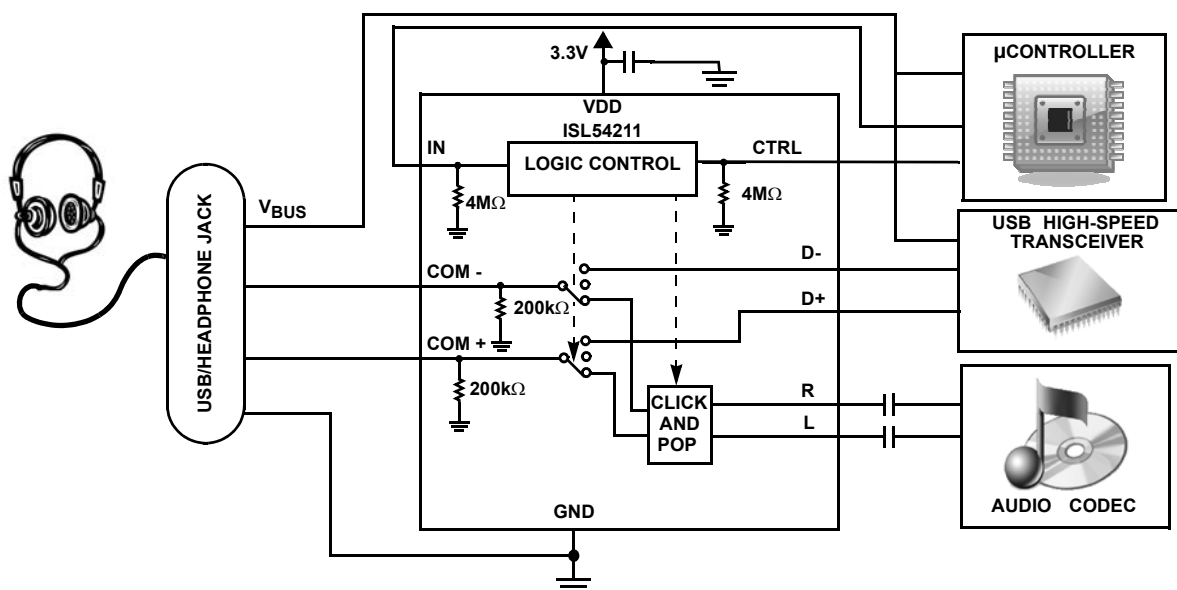 3.3V
µCONTROLLER
VDD
ISL54211
IN
LOGIC CONTROL
CTRL
4MΩ
4MΩ
USB/HEADPHONE JACK
VBUS
USB HIGH-SPEED
TRANSCEIVER
D-
COM -
200kΩ
D+
COM +
200kΩ
CLICK
AND
POP
R
L
AUDIO CODEC
GND